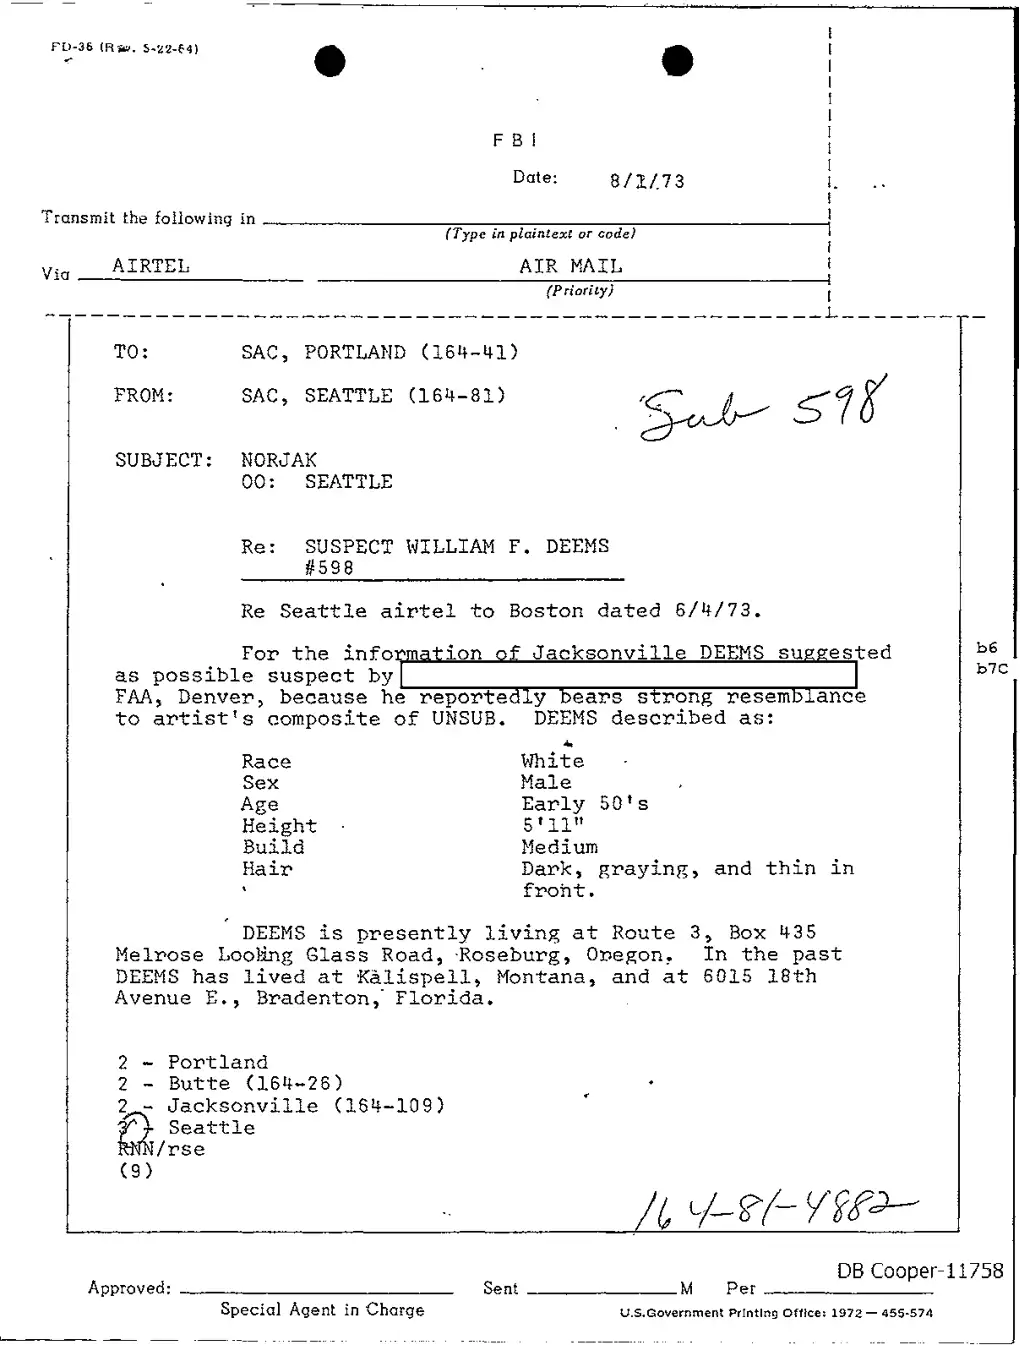 FD-36 (Rev. 5-22-64)
F B I
Date: 8/1/73
Transmit the following in
(Type in plaintext or code)
Via AIRTEL AIR MAIL
(Priority)
TO: SAC, PORTLAND (164-41)
FROM: SAC, SEATTLE (164-81)
Sub 598
SUBJECT: NORJAK
OO: SEATTLE
Re: SUSPECT WILLIAM F. DEEMS
#598
Re Seattle airtel to Boston dated 6/4/73.
For the information of Jacksonville DEEMS suggested
b6
as possible suspect by
b7C
FAA, Denver, because he reportedly bears strong resemblance
to artist's composite of UNSUB. DEEMS described as:
Race White
Sex Male
Age Early 50's
Height 5'11"
Build Medium
Hair Dark, graying, and thin in
front.
DEEMS is presently living at Route 3, Box 435
Melrose Looking Glass Road, Roseburg, Oregon. In the past
DEEMS has lived at Kalispell, Montana, and at 6015 18th
Avenue E., Bradenton, Florida.
2 - Portland
2 - Butte (164-26)
2 - Jacksonville (164-109)
3 - Seattle
RNN/rse
(9)
164-81-4882
DB Cooper-11758
Approved: Sent M Per
Special Agent in Charge
U.S.Government Printing Office: 1972 — 455-574